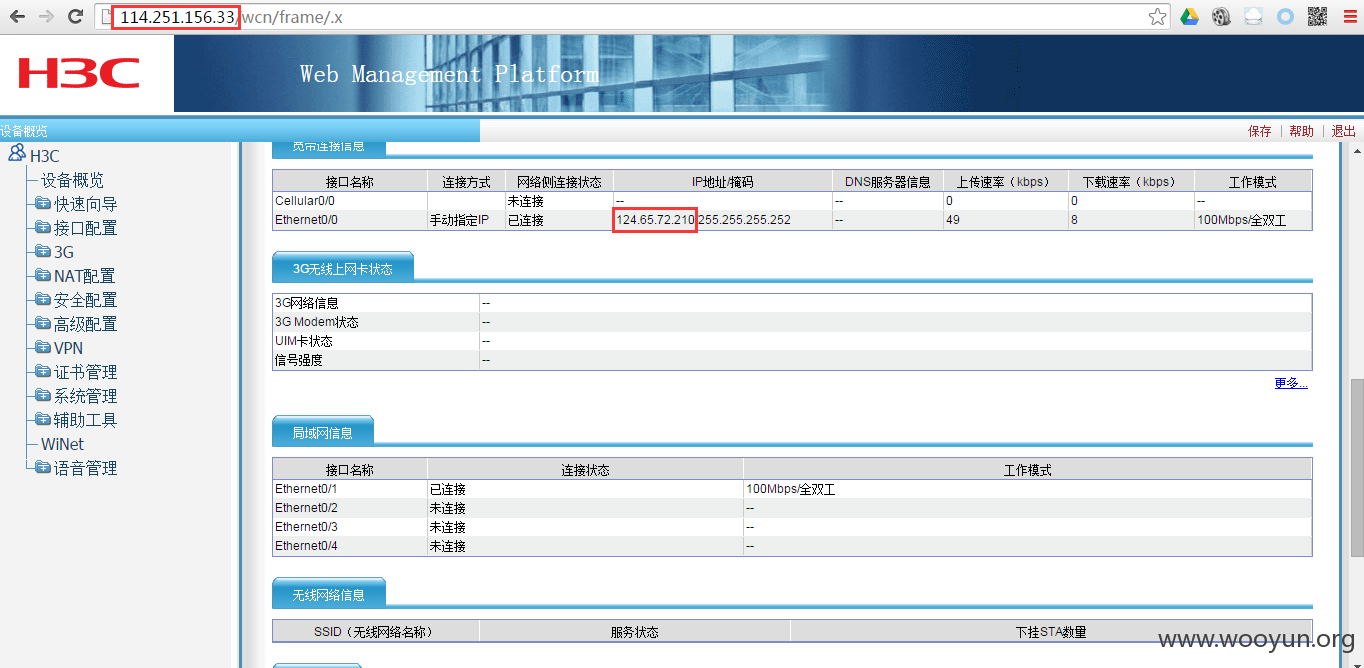 114.251.156.33/wcn/frame/.x
H3C
Web Management Platform
设备概览
保存 | 帮助 | 退出
H3C
设备概览
快速向导
接口配置
3G
NAT配置
安全配置
高级配置
VPN
证书管理
系统管理
辅助工具
WiNet
语音管理
宽带连接信息
接口名称 连接方式 网络侧连接状态 IP地址/掩码 DNS服务器信息 上传速率（kbps） 下载速率（kbps） 工作模式
Cellular0/0 未连接 -- -- 0 0 --
Ethernet0/0 手动指定IP 已连接 124.65.72.210/255.255.255.252 -- 49 8 100Mbps/全双工
3G无线上网卡状态
3G网络信息 --
3G Modem状态 --
UIM卡状态 --
信号强度 --
更多...
局域网信息
接口名称 连接状态 工作模式
Ethernet0/1 已连接 100Mbps/全双工
Ethernet0/2 未连接 --
Ethernet0/3 未连接 --
Ethernet0/4 未连接 --
无线网络信息
SSID（无线网络名称） 服务状态 下挂STA数量
www.wooyun.org